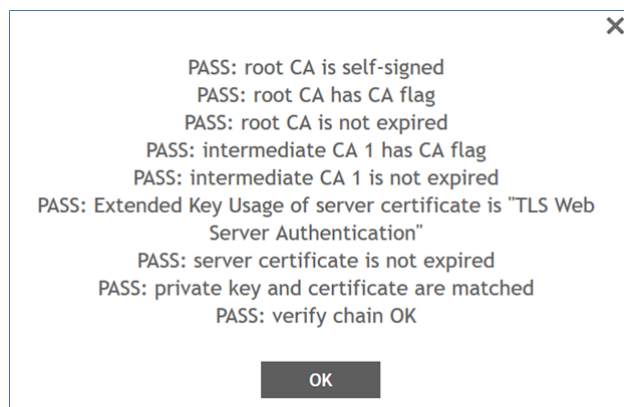 PASS: root CA is self-signed
PASS: root CA has CA flag
PASS: root CA is not expired
PASS: intermediate CA 1 has CA flag
PASS: intermediate CA 1 is not expired
PASS: Extended Key Usage of server certificate is "TLS Web
Server Authentication"
PASS: server certificate is not expired
PASS: private key and certificate are matched
PASS: verify chain OK
OK